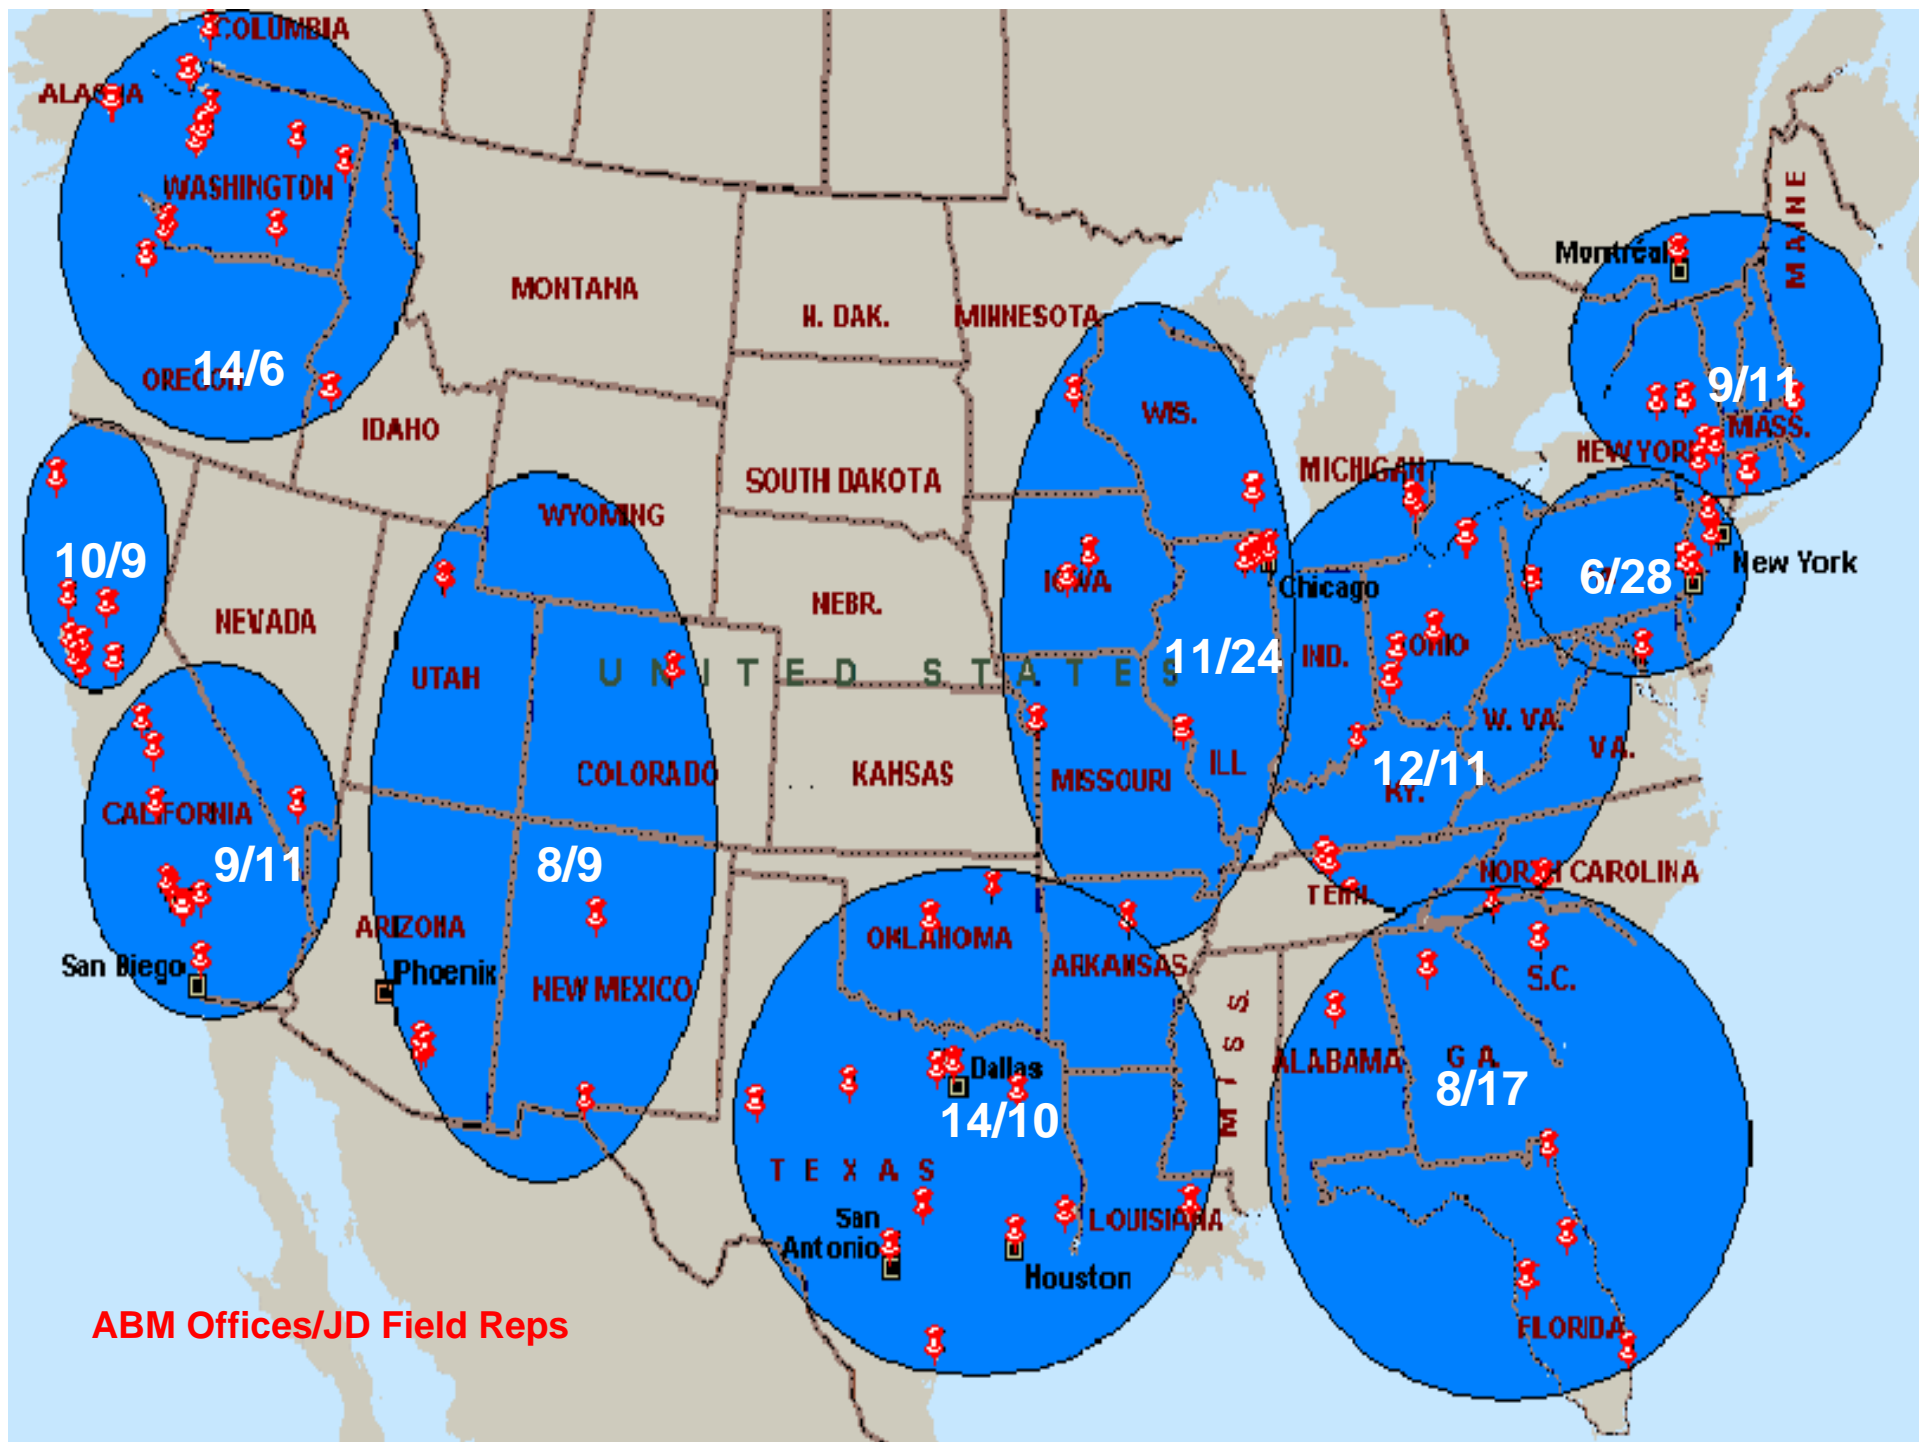 COLUMBIA
ALASKA
WASHINGTON
MAINE
Montréal
MONTANA
N. DAK.
MINNESOTA
OREGON
14/6
9/11
IDAHO
WIS.
MASS.
NEW YORK
MICHIGAN
SOUTH DAKOTA
WYOMING
10/9
6/28
New York
IOWA
Chicago
NEBR.
NEVADA
11/24
IND.
OHIO
UTAH
UNITED STATES
W. VA.
VA.
12/11
KY.
COLORADO
KAHSAS
MISSOURI
ILL
CALIFORNIA
9/11
8/9
TENN.
NORTH CAROLINA
ARIZONA
OKLAHOMA
San Diego
Phoenix
NEW MEXICO
ARKANSAS
S.C.
MISS
ALABAMA
G A.
Dallas
8/17
14/10
TEXAS
San
Antonio
LOUISIANA
Houston
FLORIDA
ABM Offices/JD Field Reps